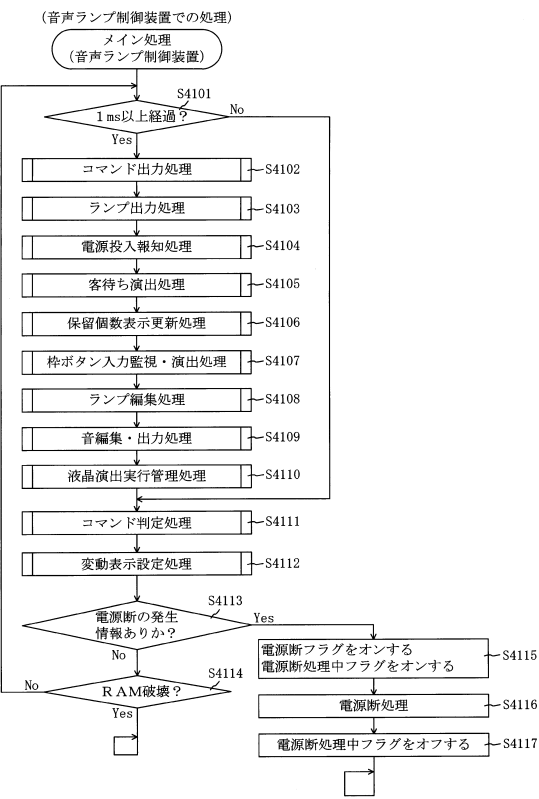 (音声ランプ制御装置での処理)
メイン処理
(音声ランプ制御装置)
S4101
1ms以上経過?
No
Yes
コマンド出力処理 S4102
ランプ出力処理 S4103
電源投入報知処理 S4104
客待ち演出処理 S4105
保留個数表示更新処理 S4106
枠ボタン入力監視・演出処理 S4107
ランプ編集処理 S4108
音編集・出力処理 S4109
液晶演出実行管理処理 S4110
コマンド判定処理 S4111
変動表示設定処理 S4112
S4113
電源断の発生
情報ありか?
Yes
No
電源断フラグをオンする
電源断処理中フラグをオンする
S4115
S4114
No
RAM破壊?
Yes
電源断処理 S4116
電源断処理中フラグをオフする S4117